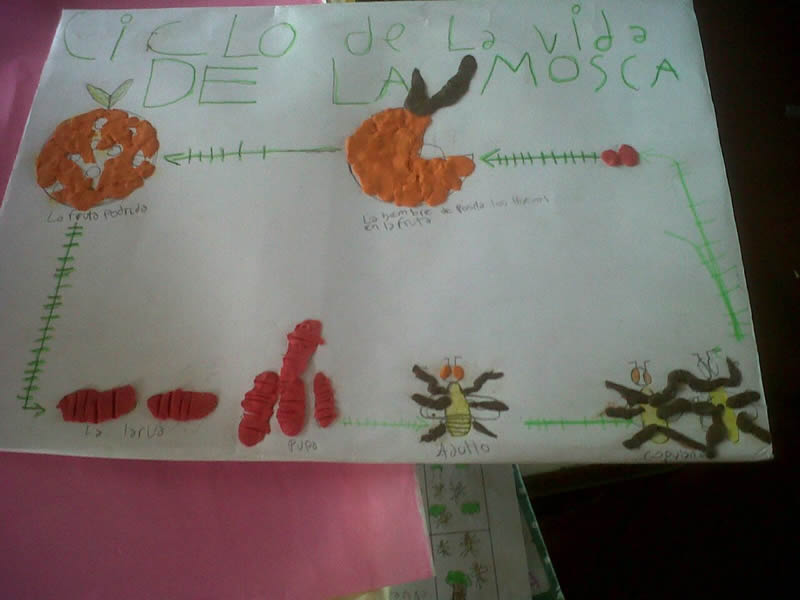 CiCLO de La vida
DE LA MOSCA
La fruta Podrida
La hembre de Posita los Huevos
en la fruta
La larva
PuPa
Adulto